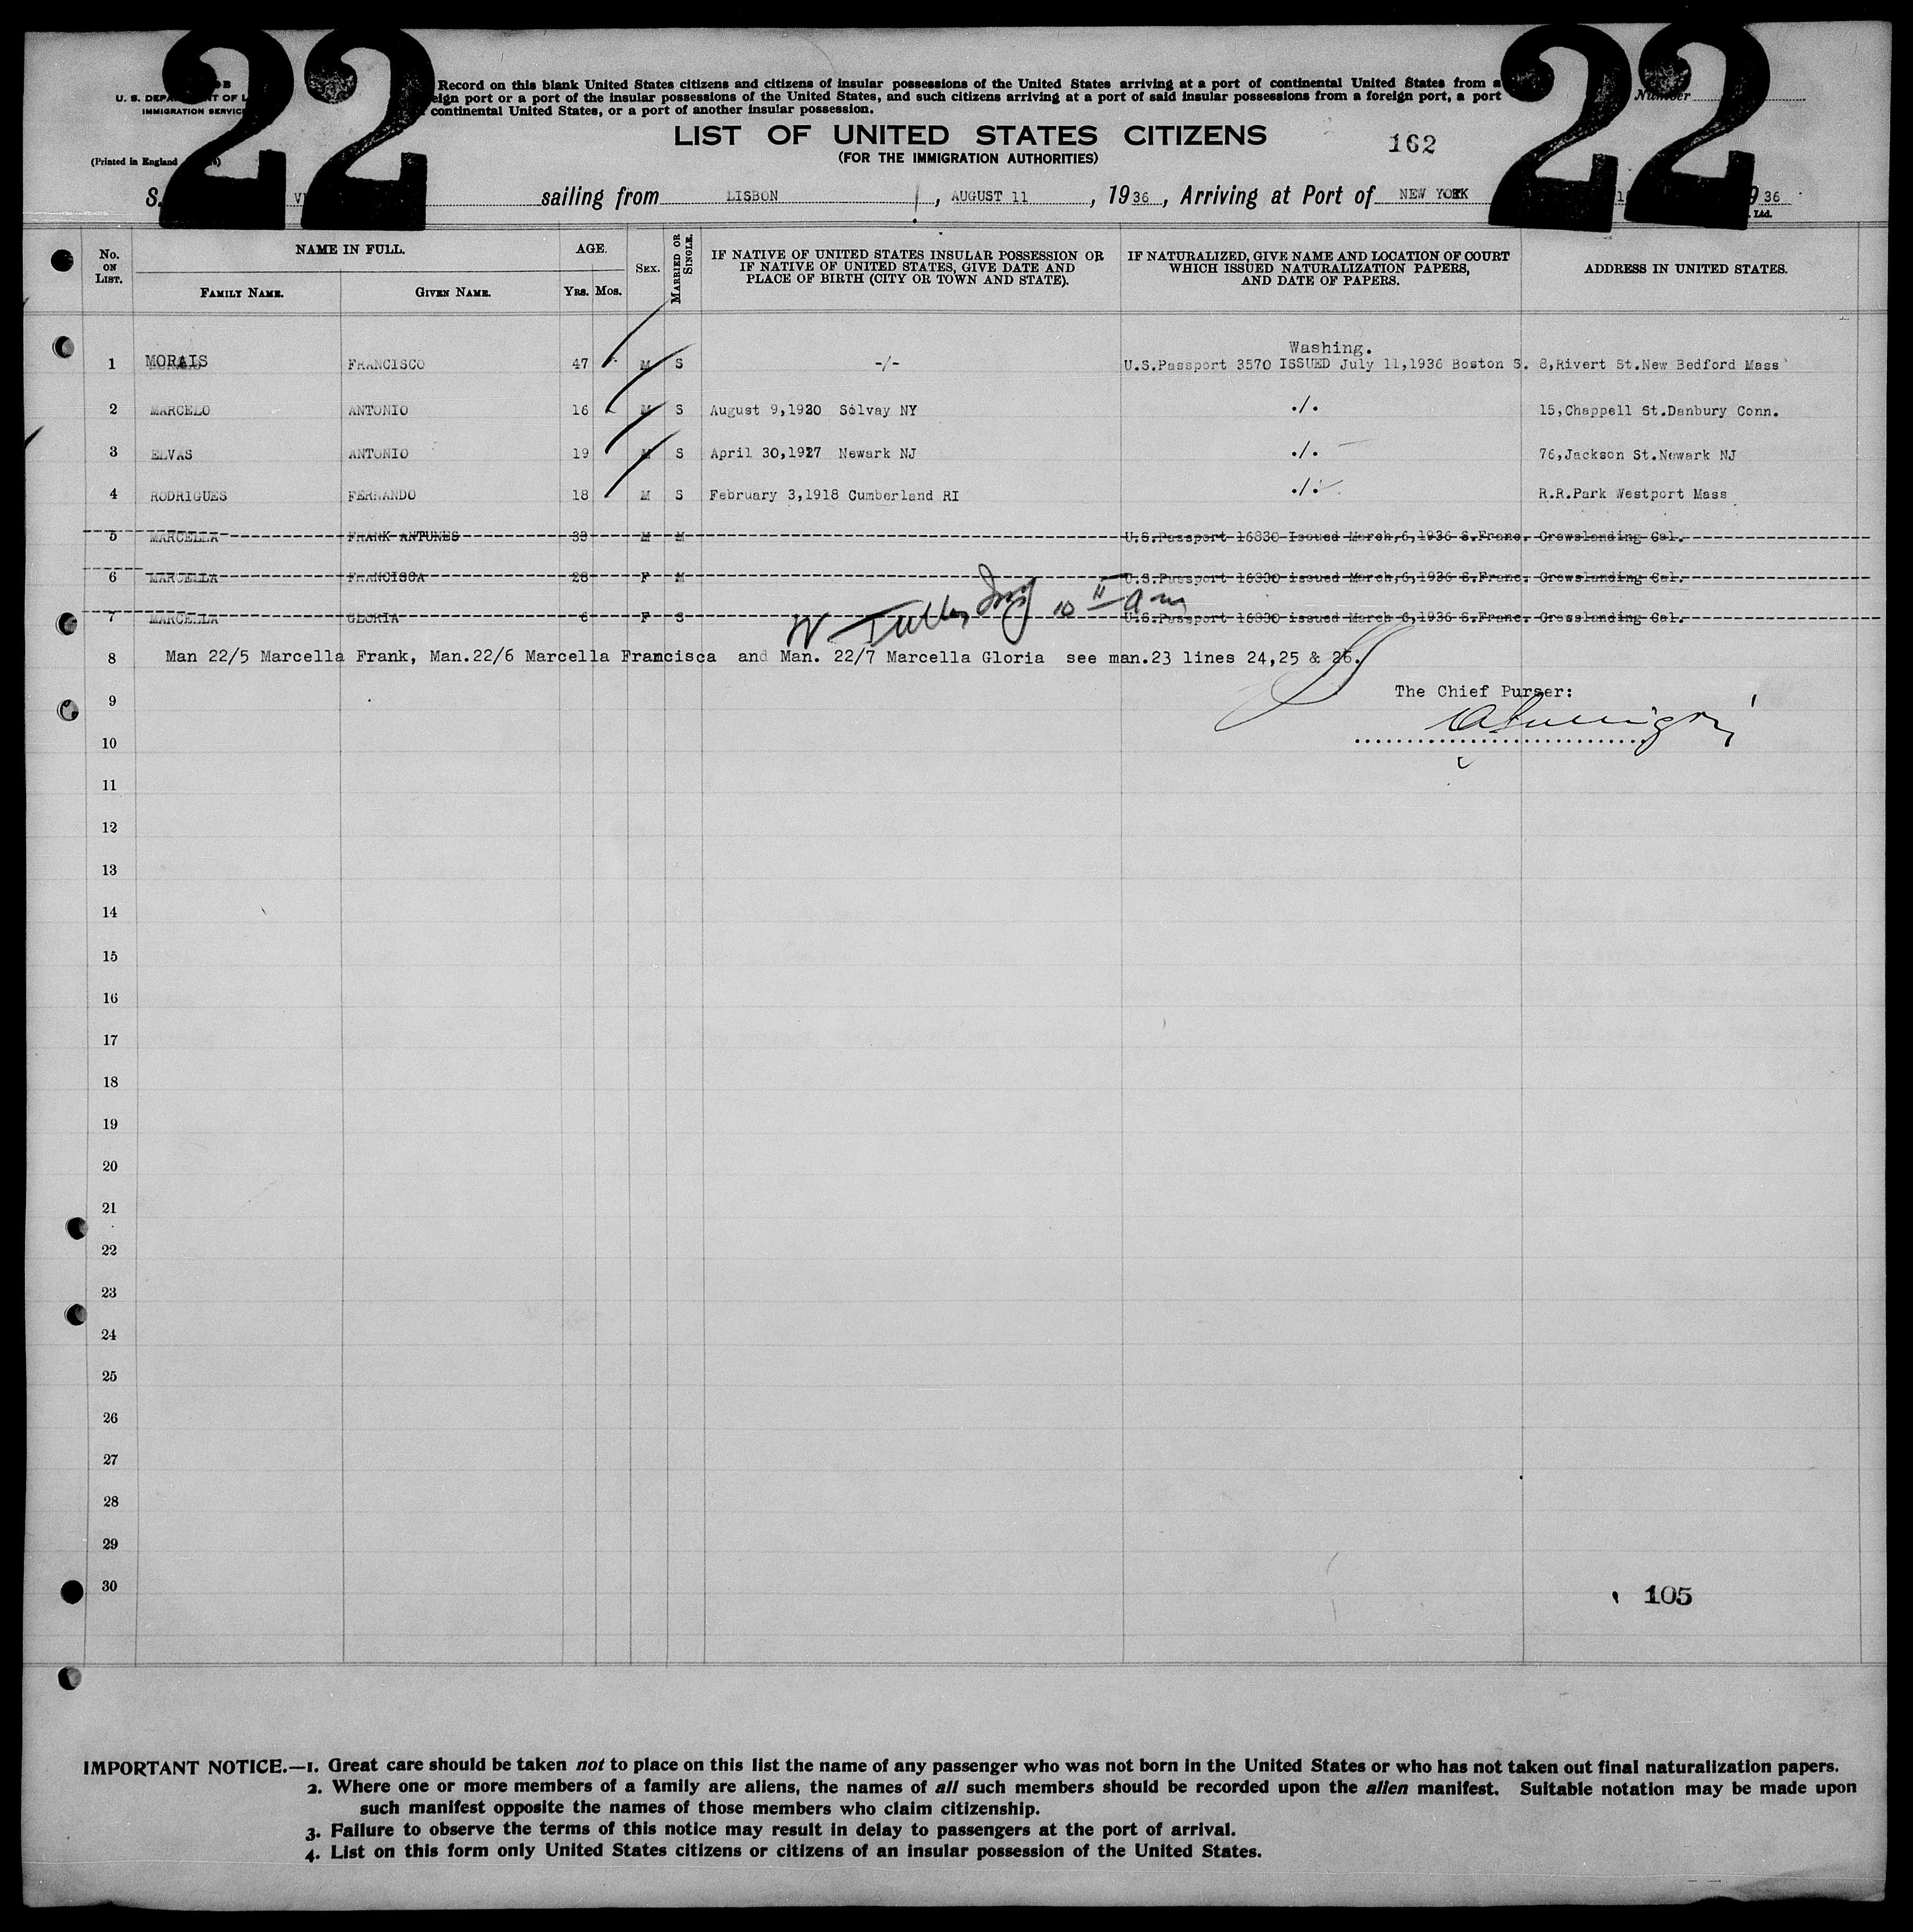 22 22
U. S. DEPA T OF L
IMMIGRATION SERVICE
Record on this blank United States citizens and citizens of insular possessions of the United States arriving at a port of continental United States from a
eign port or a port of the insular possessions of the United States, and such citizens arriving at a port of said insular possessions from a foreign port, a port
continental United States, or a port of another insular possession.
Number
LIST OF UNITED STATES CITIZENS
(FOR THE IMMIGRATION AUTHORITIES)
162
(Printed in England
S. sailing from LISBON, AUGUST 11, 1936, Arriving at Port of NEW YORK 36
Ltd.
No. ON LIST. NAME IN FULL. AGE. SEX. MARRIED OR SINGLE. IF NATIVE OF UNITED STATES INSULAR POSSESSION OR IF NATIVE OF UNITED STATES, GIVE DATE AND PLACE OF BIRTH (CITY OR TOWN AND STATE). IF NATURALIZED, GIVE NAME AND LOCATION OF COURT WHICH ISSUED NATURALIZATION PAPERS, AND DATE OF PAPERS. ADDRESS IN UNITED STATES.
FAMILY NAME. GIVEN NAME. YRS. MOS.
Washing.
1 MORAIS FRANCISCO 47 M S -/- U.S.Passport 3570 ISSUED July 11,1936 Boston S. 8,Rivert St.New Bedford Mass
2 MARCELO ANTONIO 16 M S August 9,1920 Solvay NY ./. 15,Chappell St.Danbury Conn.
3 ELVAS ANTONIO 19 M S April 30,1917 Newark NJ ./. 76,Jackson St.Newark NJ
4 RODRIGUES FERNANDO 18 M S February 3,1918 Cumberland RI ./. R.R.Park Westport Mass
5 MARCELLA FRANK ANTUNES 39 M M U.S.Passport 16830 Issued March,6,1936 S.Franc. Crowslanding Cal.
6 MARCELLA FRANCISCA 28 F M U.S.Passport 16830 issued March,6,1936 S.Franc. Crowslanding Cal.
7 MARCELLA GLORIA 6 F S U.S.Passport 16830 issued March 6,1936 S.Franc. Crosslanding Cal.
8 Man 22/5 Marcella Frank, Man.22/6 Marcella Francisca and Man. 22/7 Marcella Gloria see man.23 lines 24,25 & 26.
9 The Chief Purser:
10
11
12
13
14
15
16
17
18
19
20
21
22
23
24
25
26
27
28
29
30
105
IMPORTANT NOTICE.—1. Great care should be taken not to place on this list the name of any passenger who was not born in the United States or who has not taken out final naturalization papers.
2. Where one or more members of a family are aliens, the names of all such members should be recorded upon the alien manifest. Suitable notation may be made upon
such manifest opposite the names of those members who claim citizenship.
3. Failure to observe the terms of this notice may result in delay to passengers at the port of arrival.
4. List on this form only United States citizens or citizens of an insular possession of the United States.